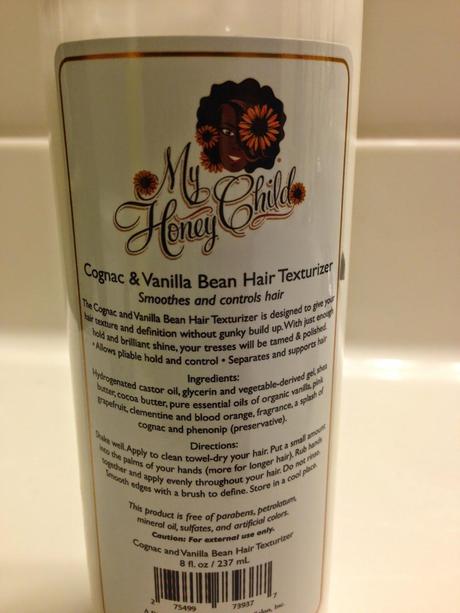 My
Honey Child
Cognac & Vanilla Bean Hair Texturizer
Smoothes and controls hair
The Cognac and Vanilla Bean Hair Texturizer is designed to give your
hair texture and definition without gunky build up. With just enough
hold and brilliant shine, your tresses will be tamed & polished.
• Allows pliable hold and control • Separates and supports hair
Ingredients:
Hydrogenated castor oil, glycerin and vegetable-derived gel, shea
butter, cocoa butter, pure essential oils of organic vanilla, pink
grapefruit, clementine and blood orange, fragrance, a splash of
cognac and phenonip (preservative).
Directions:
Shake well. Apply to clean towel-dry your hair. Put a small amount
into the palms of your hands (more for longer hair). Rub hands
together and apply evenly throughout your hair. Do not rinse.
Smooth edges with a brush to define. Store in a cool place.
This product is free of parabens, petrolatum,
mineral oil, sulfates, and artificial colors.
Caution: For external use only.
Cognac and Vanilla Bean Hair Texturizer
8 fl. oz / 237 mL
2 75499 73937 7